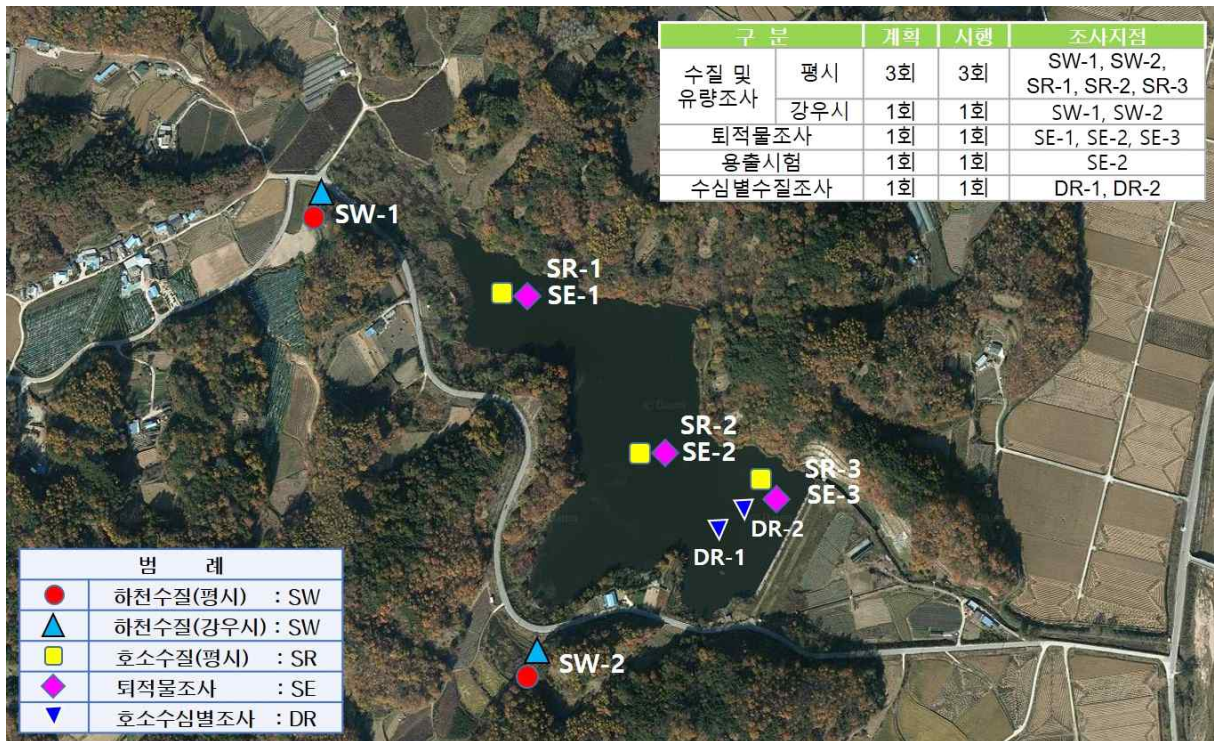 구 분 계획 시행 조사지점
수질 및 유량조사 평시 3회 3회 SW-1, SW-2, SR-1, SR-2, SR-3
강우시 1회 1회 SW-1, SW-2
퇴적물조사 1회 1회 SE-1, SE-2, SE-3
용출시험 1회 1회 SE-2
수심별수질조사 1회 1회 DR-1, DR-2
SW-1
SR-1
SE-1
SR-2
SE-2
SR-3
SE-3
DR-2
DR-1
SW-2
범 례
하천수질(평시) : SW
하천수질(강우시) : SW
호소수질(평시) : SR
퇴적물조사 : SE
호소수심별조사 : DR